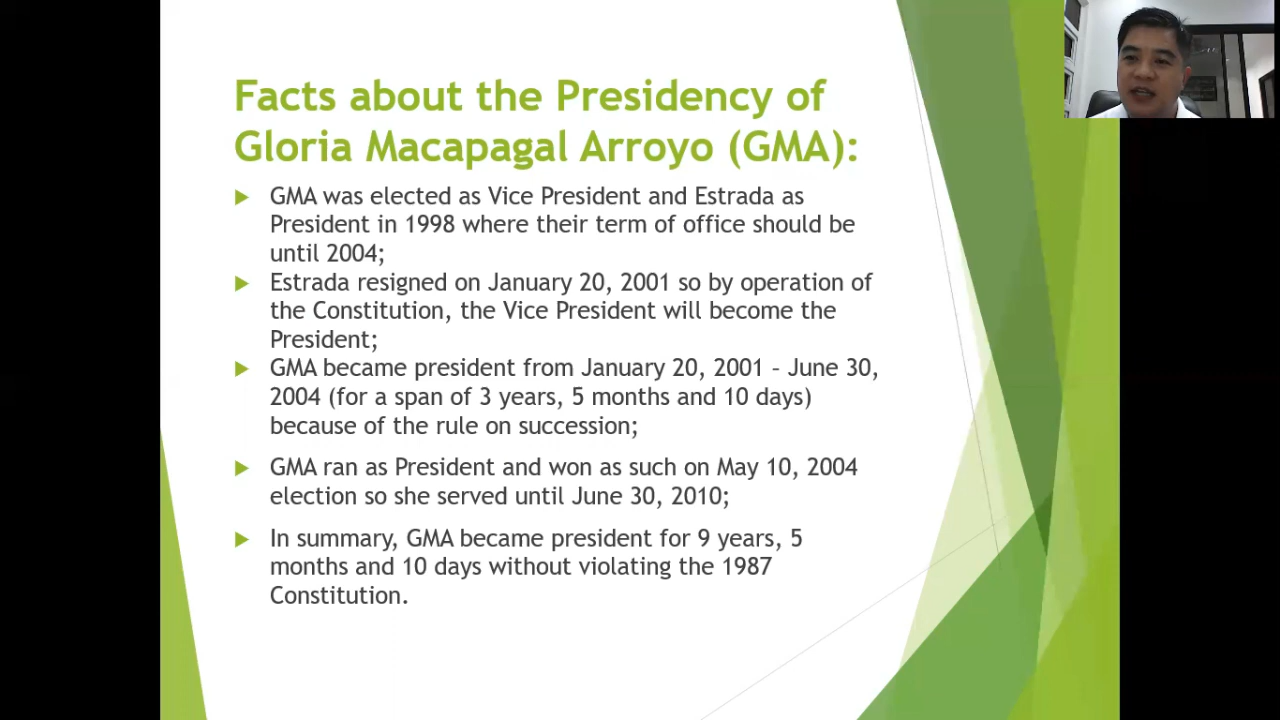 Facts about the Presidency of
Gloria Macapagal Arroyo (GMA):
GMA was elected as Vice President and Estrada as
President in 1998 where their term of office should be
until 2004;
Estrada resigned on January 20, 2001 so by operation of
the Constitution, the Vice President will become the
President;
GMA became president from January 20, 2001 – June 30,
2004 (for a span of 3 years, 5 months and 10 days)
because of the rule on succession;
GMA ran as President and won as such on May 10, 2004
election so she served until June 30, 2010;
In summary, GMA became president for 9 years, 5
months and 10 days without violating the 1987
Constitution.